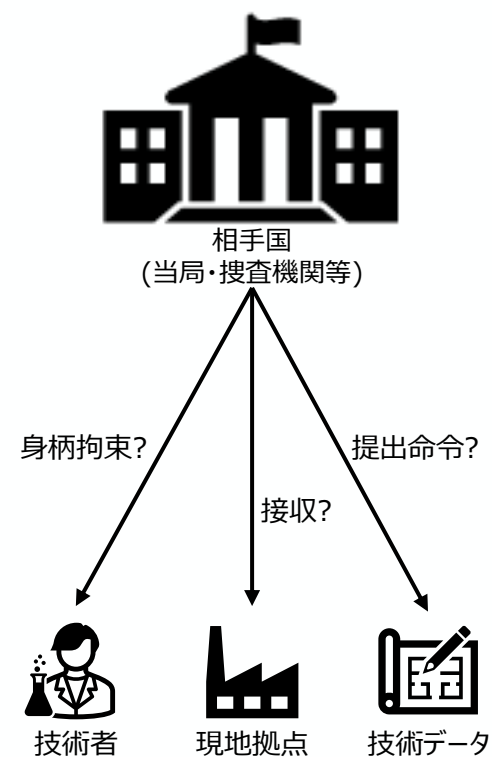 相手国
(当局・捜査機関等)
身柄拘束?
提出命令?
接収?
技術者
現地拠点
技術データ